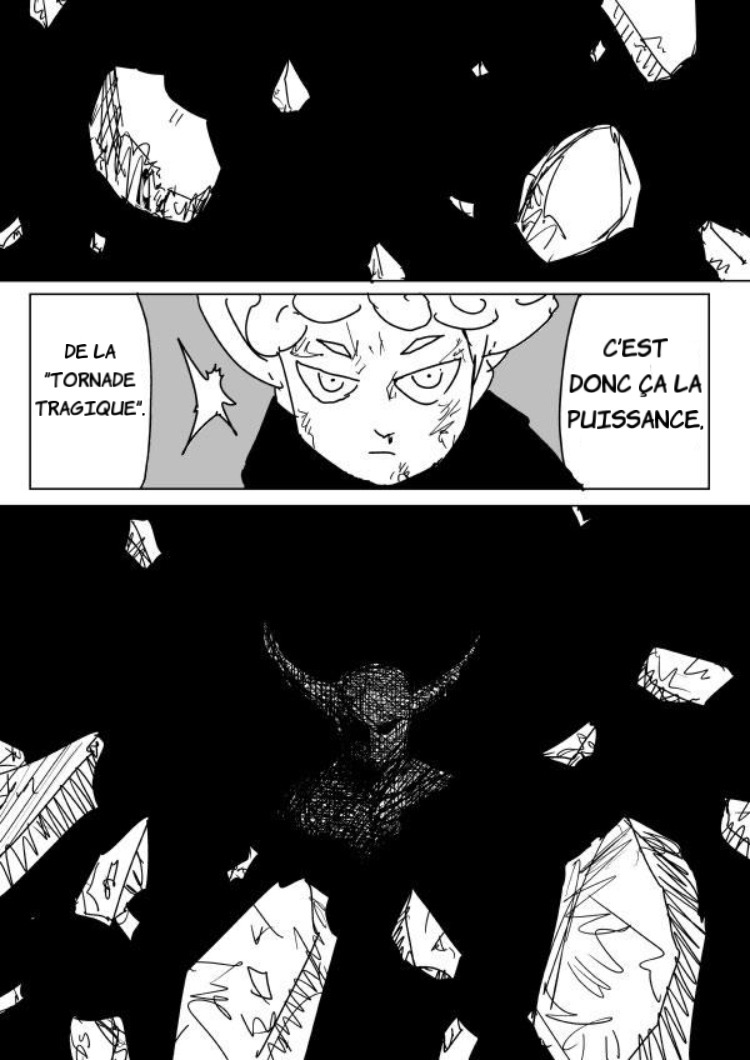 C'EST
DONC ÇA LA
PUISSANCE.
DE LA
"TORNADE
TRAGIQUE".